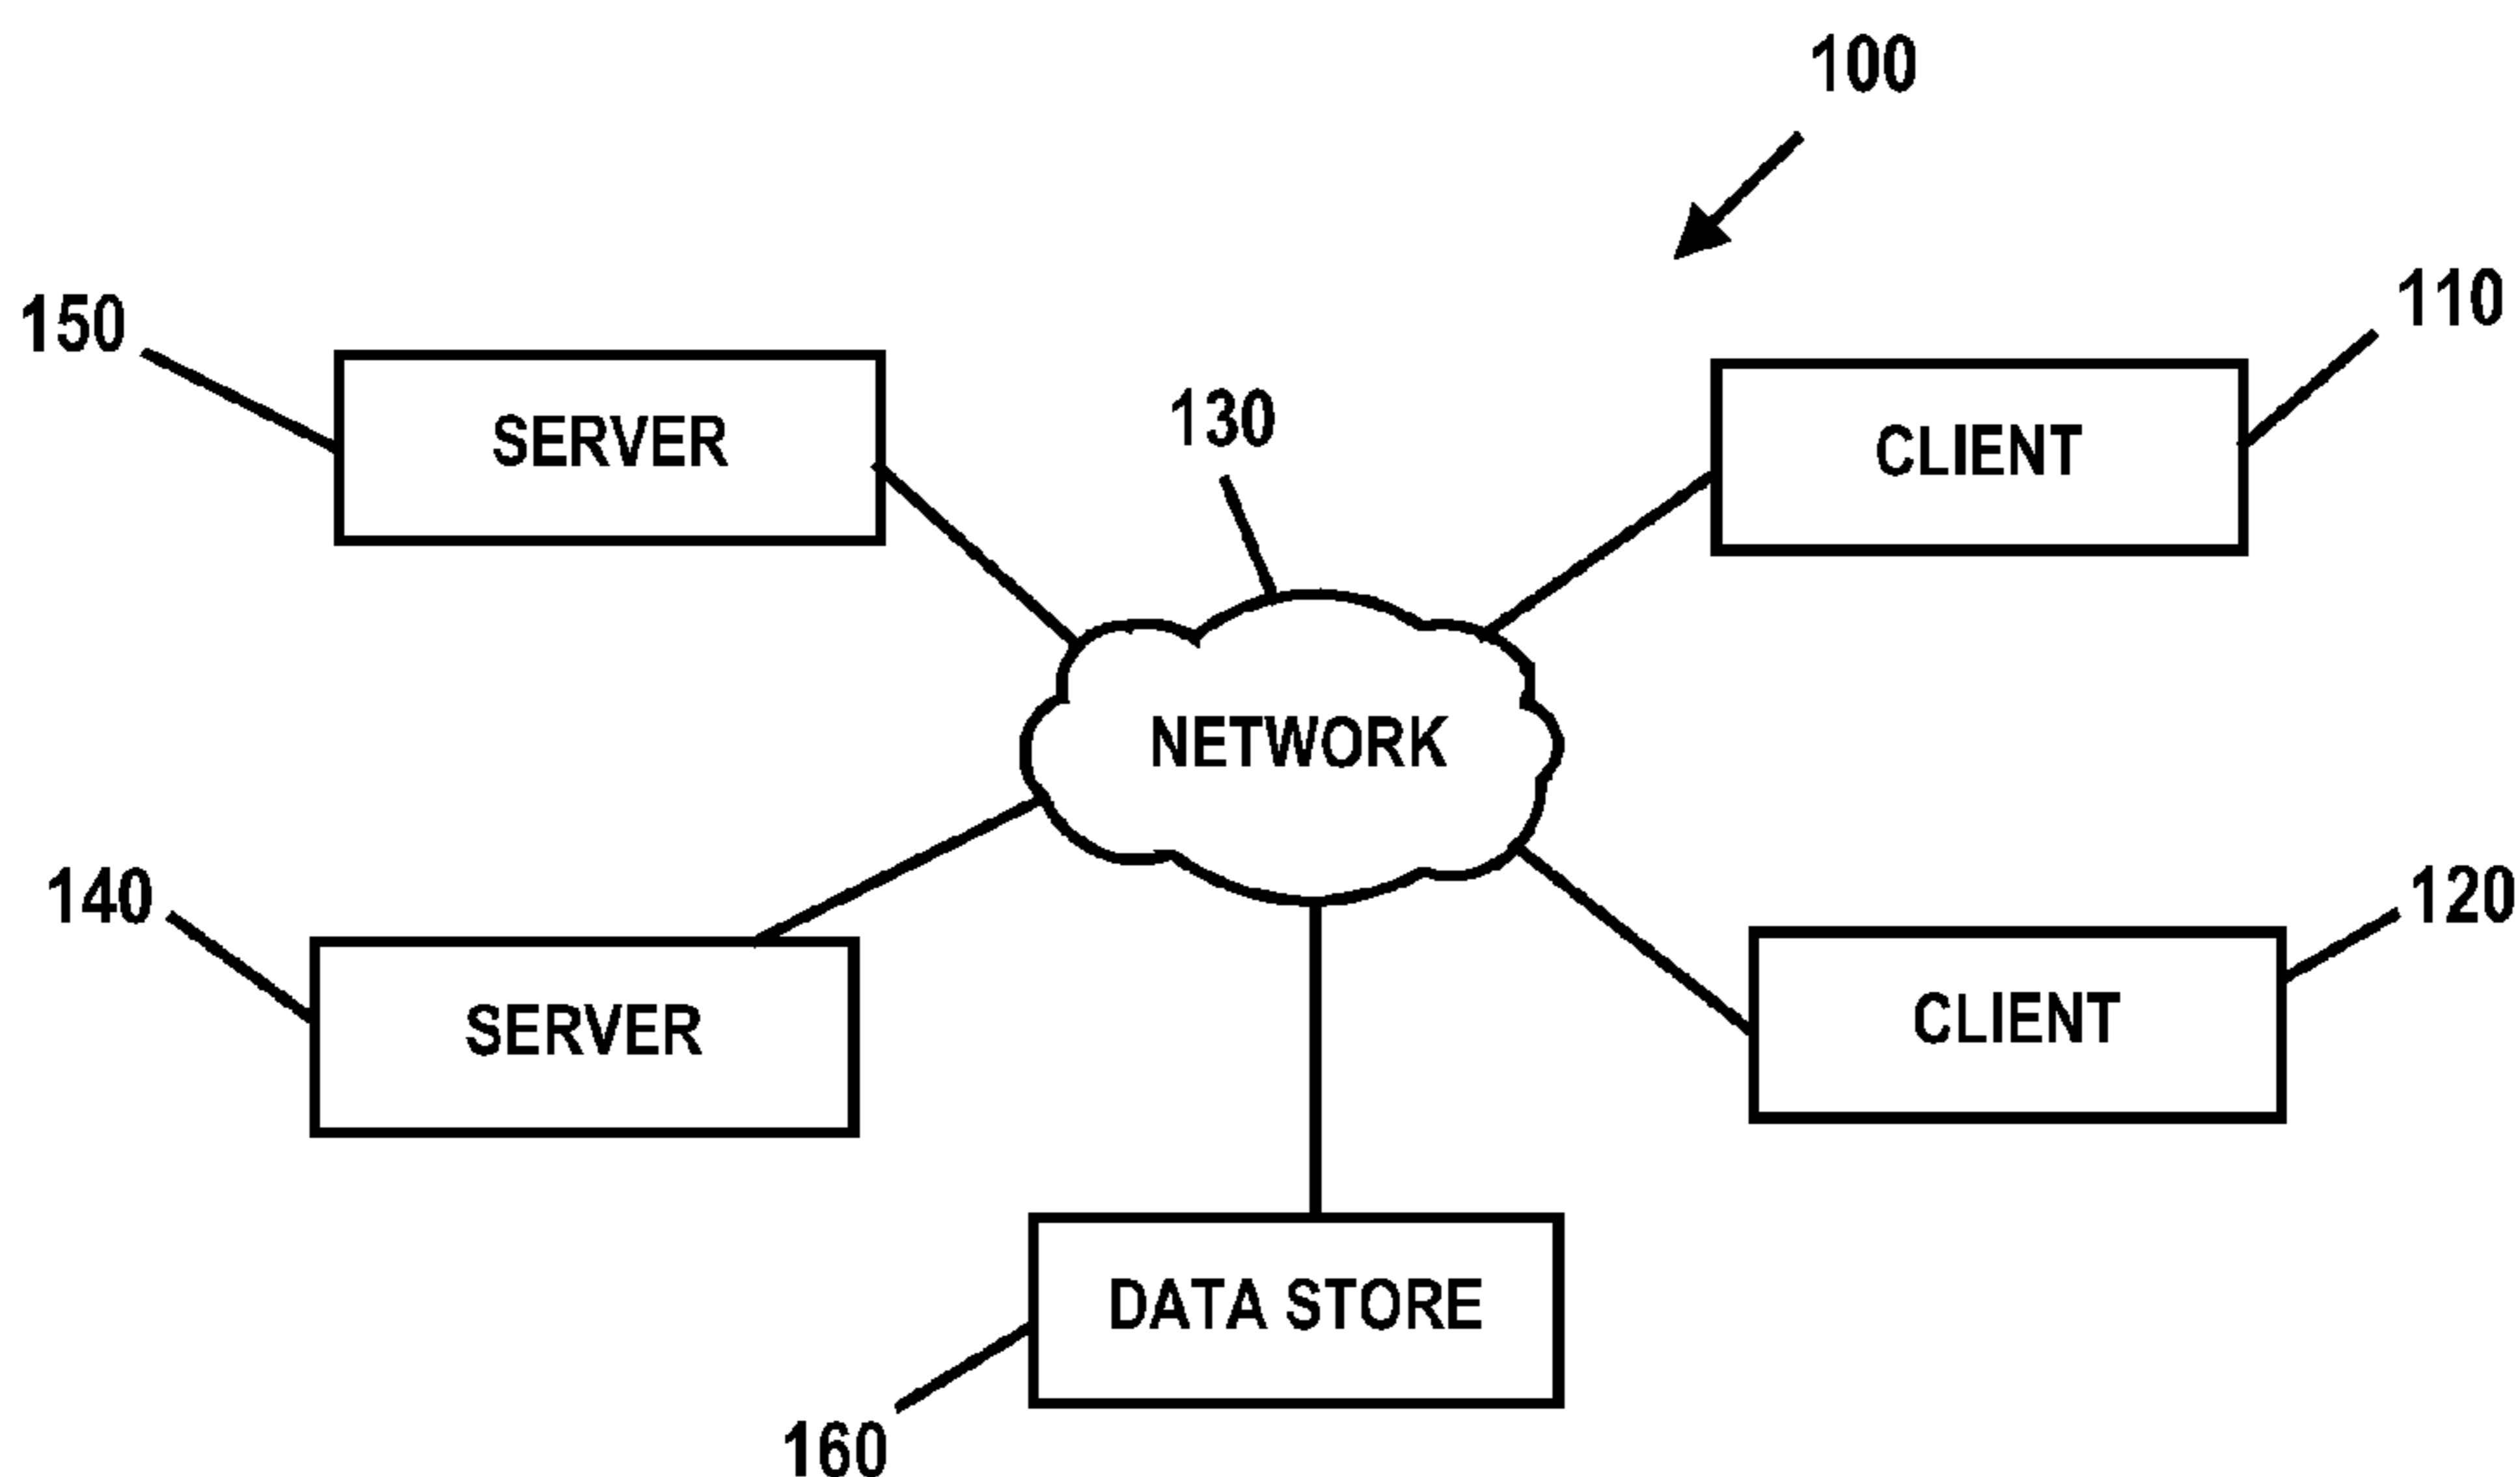 100
110
150
130
SERVER
CLIENT
NETWORK
140
120
SERVER
CLIENT
DATA STORE
160